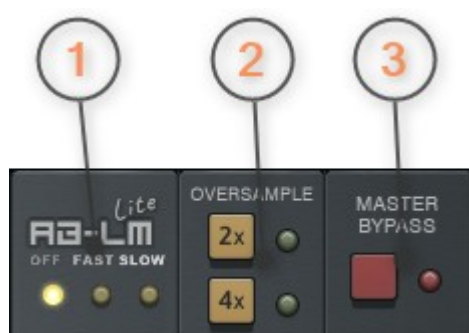 1 2 3
Lite
AB-LM
OFF FAST SLOW
OVERSAMPLE
2x
4x
MASTER
BYPASS